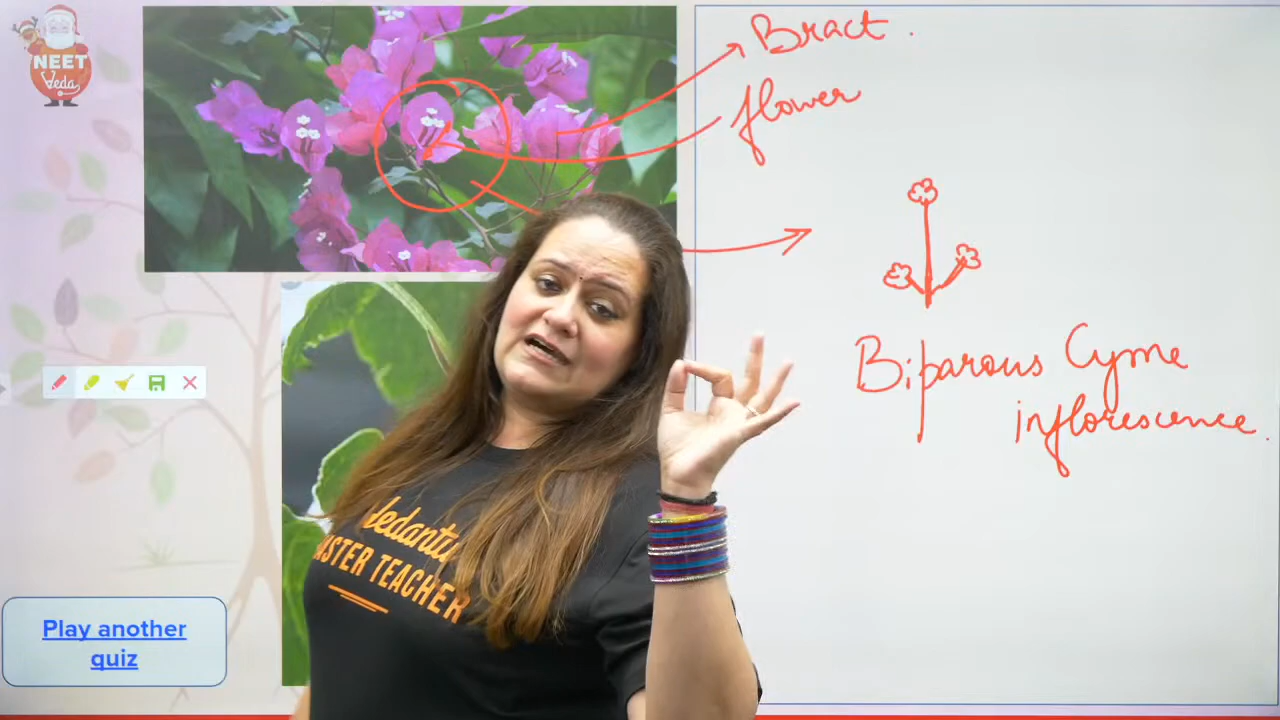 NEET
Veda
Bract.
flower
Biparous Cyme
inflorescence.
Vedantu
MASTER TEACHER
Play another
quiz